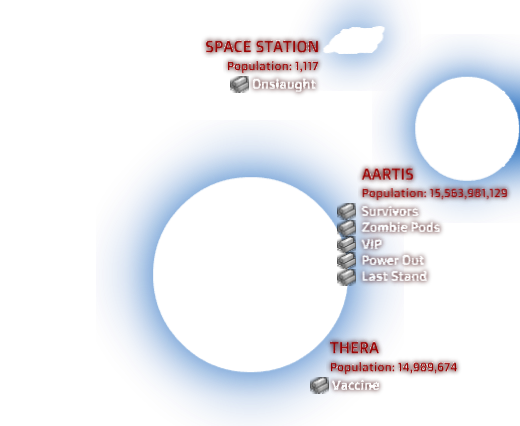 SPACE STATION
Population: 1,117
Onslaught
AARTIS
Population: 15,553,981,129
Survivors
Zombie Pods
VIP
Power Out
Last Stand
THERA
Population: 14,989,674
Vaccine